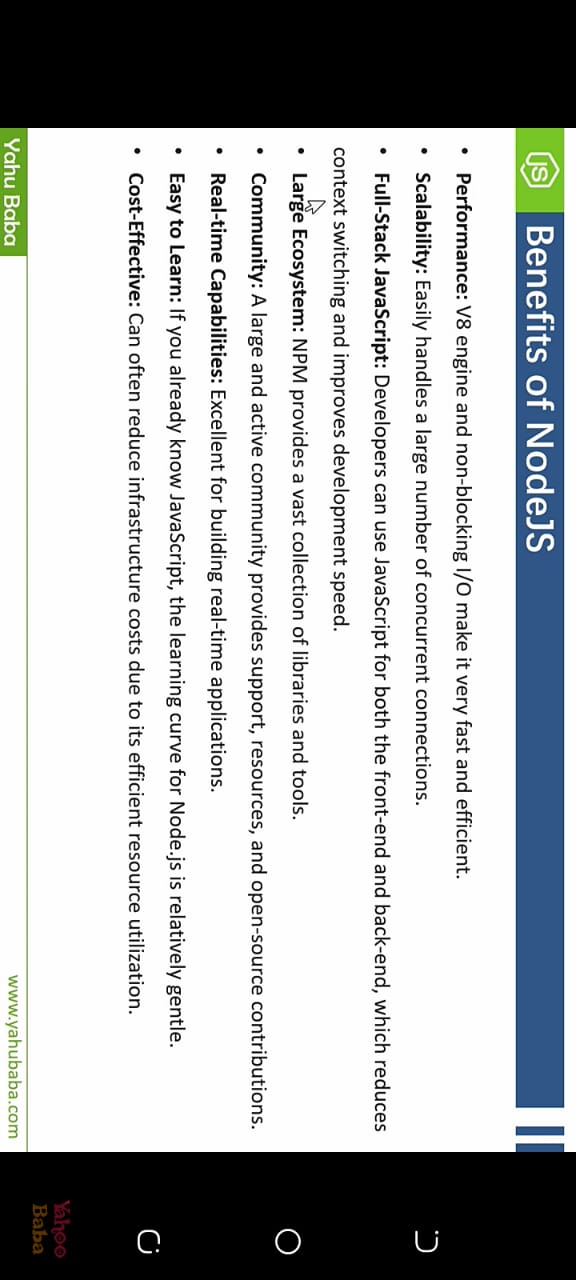 JS
Benefits of NodeJS
• Performance: V8 engine and non-blocking I/O make it very fast and efficient.
• Scalability: Easily handles a large number of concurrent connections.
• Full-Stack JavaScript: Developers can use JavaScript for both the front-end and back-end, which reduces
context switching and improves development speed.
• Large Ecosystem: NPM provides a vast collection of libraries and tools.
• Community: A large and active community provides support, resources, and open-source contributions.
• Real-time Capabilities: Excellent for building real-time applications.
• Easy to Learn: If you already know JavaScript, the learning curve for Node.js is relatively gentle.
• Cost-Effective: Can often reduce infrastructure costs due to its efficient resource utilization.
Yahu Baba
www.yahubaba.com
Yahoo
Baba